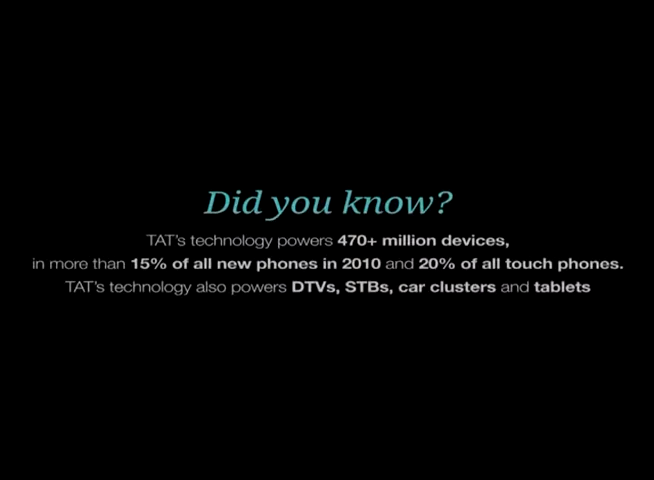 Did you know?
TAT's technology powers 470+ million devices,
in more than 15% of all new phones in 2010 and 20% of all touch phones.
TAT's technology also powers DTVs, STBs, car clusters and tablets